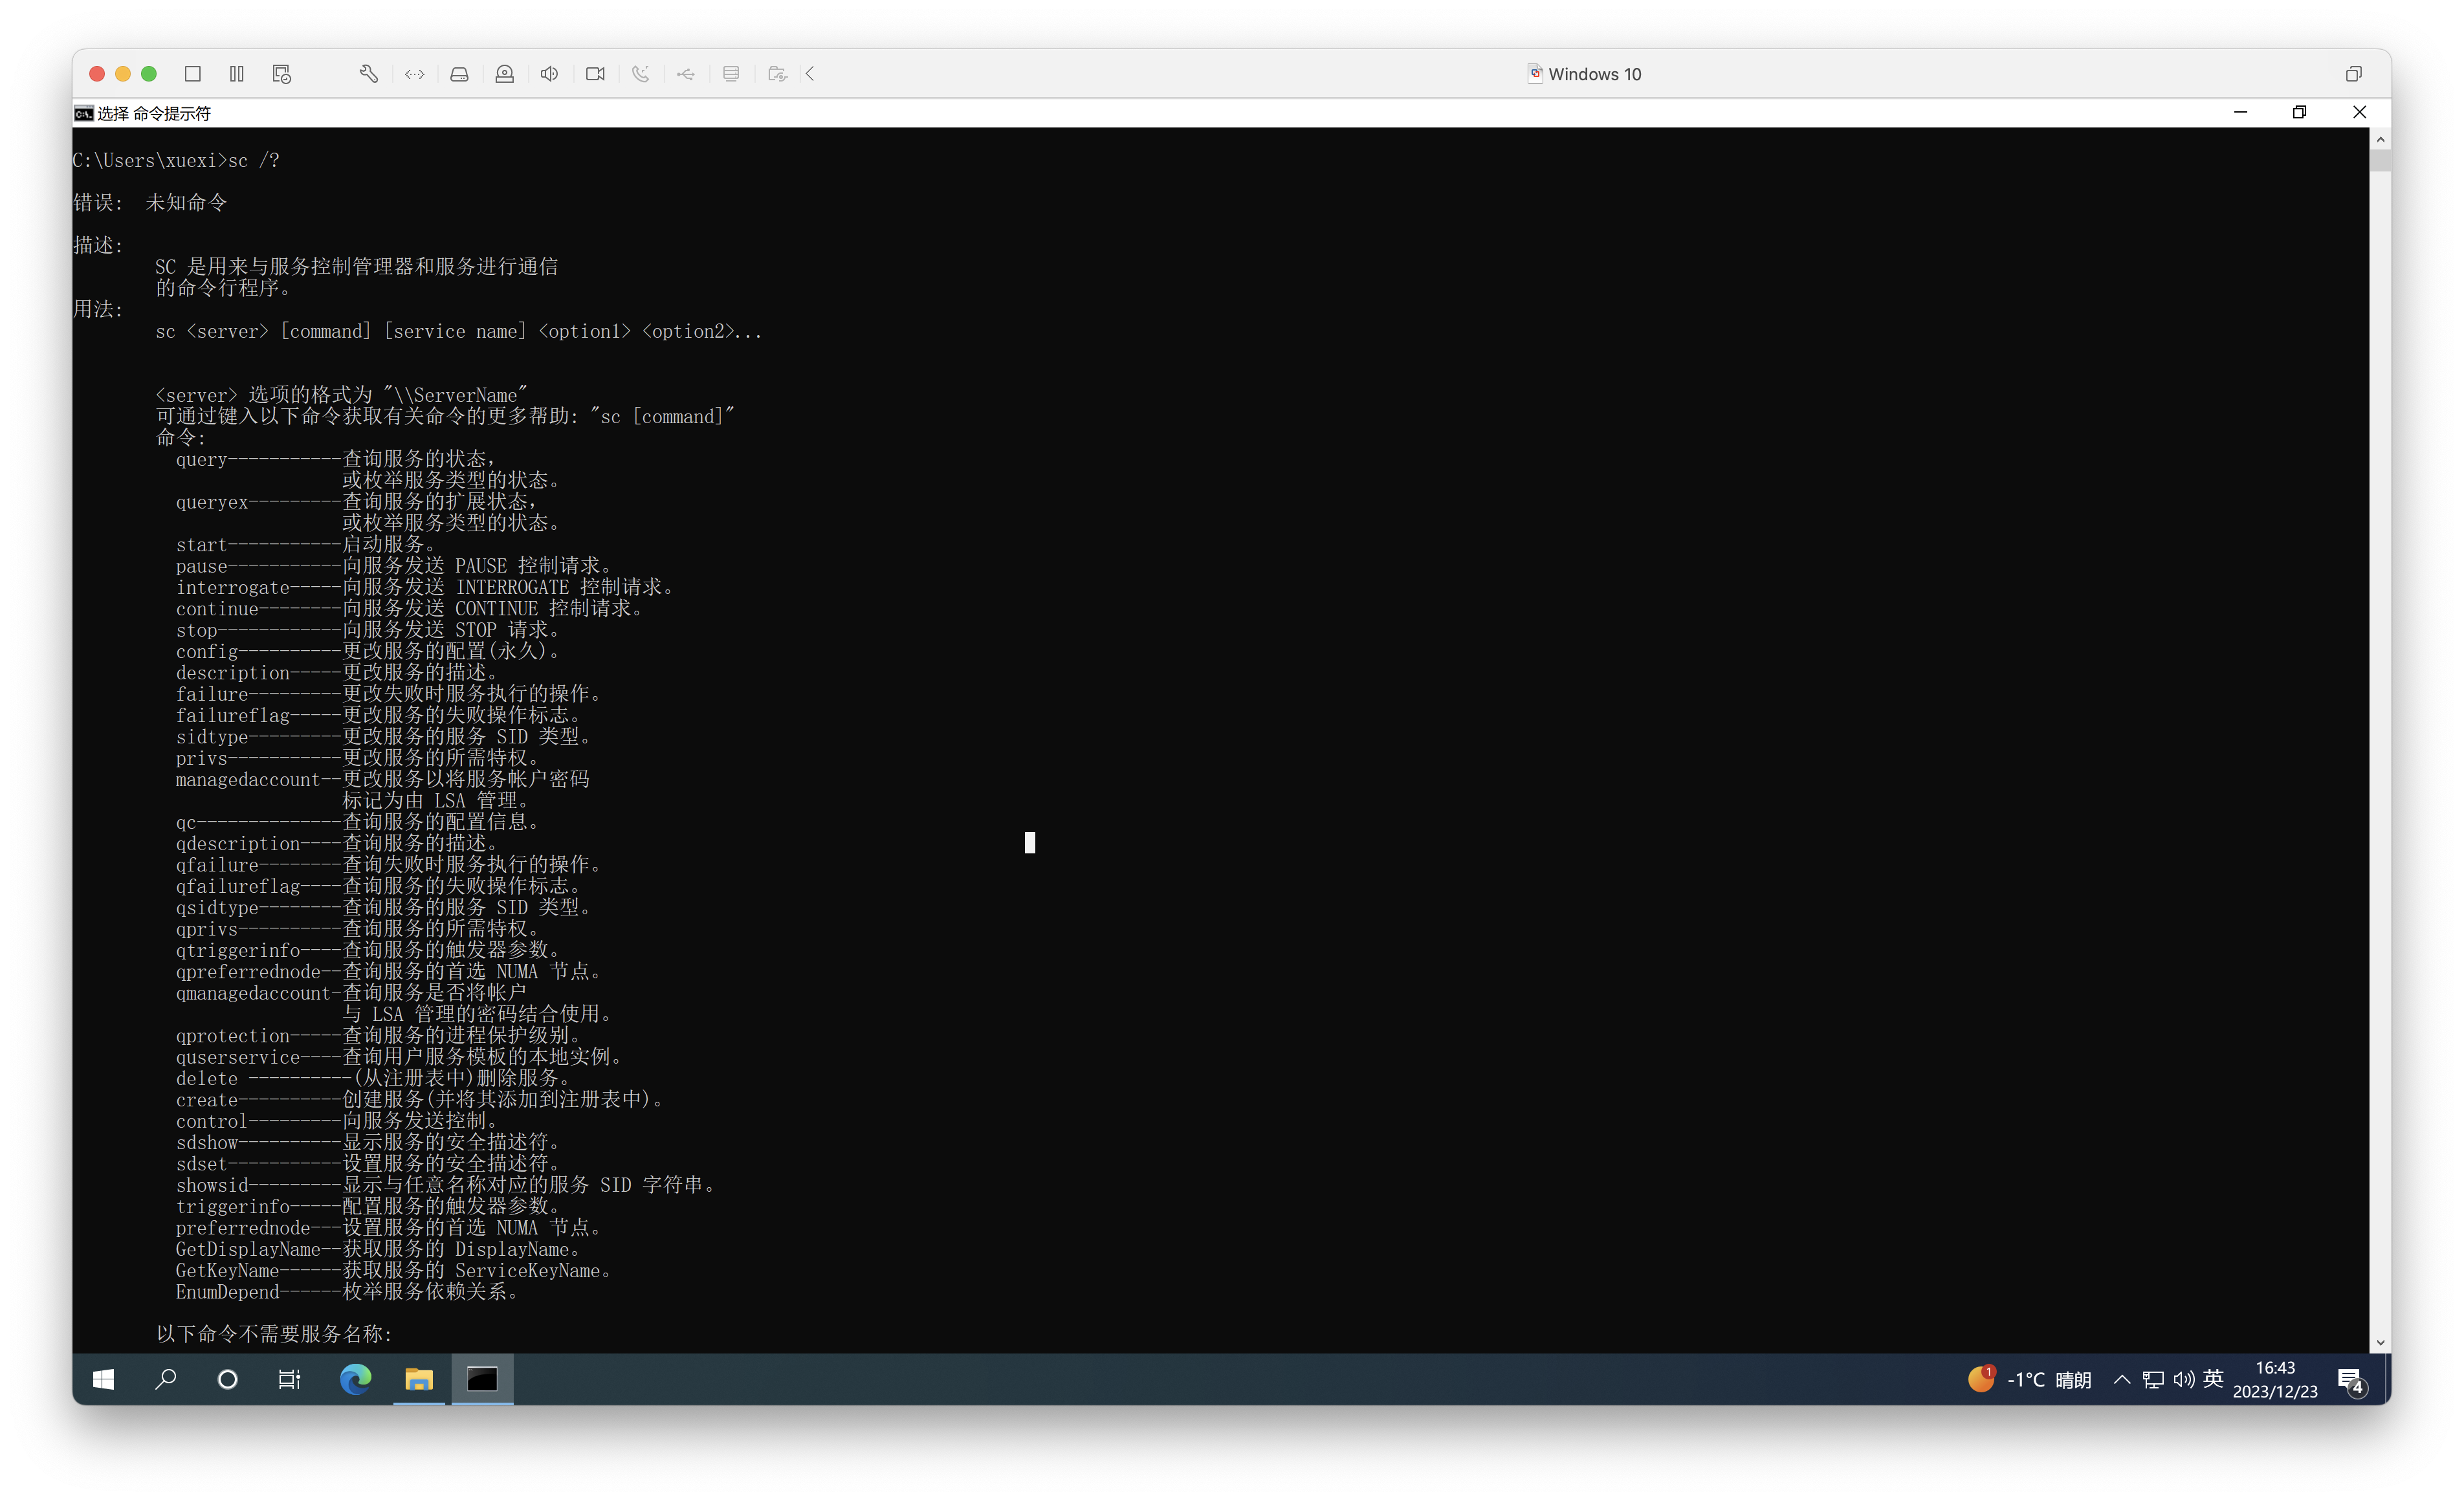 Windows 10
选择 命令提示符
C:\Users\xuexi>sc /?
错误:  未知命令
描述:
SC 是用来与服务控制管理器和服务进行通信
的命令行程序。
用法:
sc <server> [command] [service name] <option1> <option2>...
<server> 选项的格式为 "\\ServerName"
可通过键入以下命令获取有关命令的更多帮助: "sc [command]"
命令:
query-----------查询服务的状态，
或枚举服务类型的状态。
queryex---------查询服务的扩展状态，
或枚举服务类型的状态。
start-----------启动服务。
pause-----------向服务发送 PAUSE 控制请求。
interrogate-----向服务发送 INTERROGATE 控制请求。
continue--------向服务发送 CONTINUE 控制请求。
stop------------向服务发送 STOP 请求。
config----------更改服务的配置(永久)。
description-----更改服务的描述。
failure---------更改失败时服务执行的操作。
failureflag-----更改服务的失败操作标志。
sidtype---------更改服务的服务 SID 类型。
privs-----------更改服务的所需特权。
managedaccount--更改服务以将服务帐户密码
标记为由 LSA 管理。
qc--------------查询服务的配置信息。
qdescription----查询服务的描述。
qfailure--------查询失败时服务执行的操作。
qfailureflag----查询服务的失败操作标志。
qsidtype--------查询服务的服务 SID 类型。
qprivs----------查询服务的所需特权。
qtriggerinfo----查询服务的触发器参数。
qpreferrednode--查询服务的首选 NUMA 节点。
qmanagedaccount-查询服务是否将帐户
与 LSA 管理的密码结合使用。
qprotection-----查询服务的进程保护级别。
quserservice----查询用户服务模板的本地实例。
delete ----------(从注册表中)删除服务。
create----------创建服务(并将其添加到注册表中)。
control---------向服务发送控制。
sdshow----------显示服务的安全描述符。
sdset-----------设置服务的安全描述符。
showsid---------显示与任意名称对应的服务 SID 字符串。
triggerinfo-----配置服务的触发器参数。
preferrednode---设置服务的首选 NUMA 节点。
GetDisplayName--获取服务的 DisplayName。
GetKeyName------获取服务的 ServiceKeyName。
EnumDepend------枚举服务依赖关系。
以下命令不需要服务名称:
1
-1°C 晴朗
英
16:43
2023/12/23
4